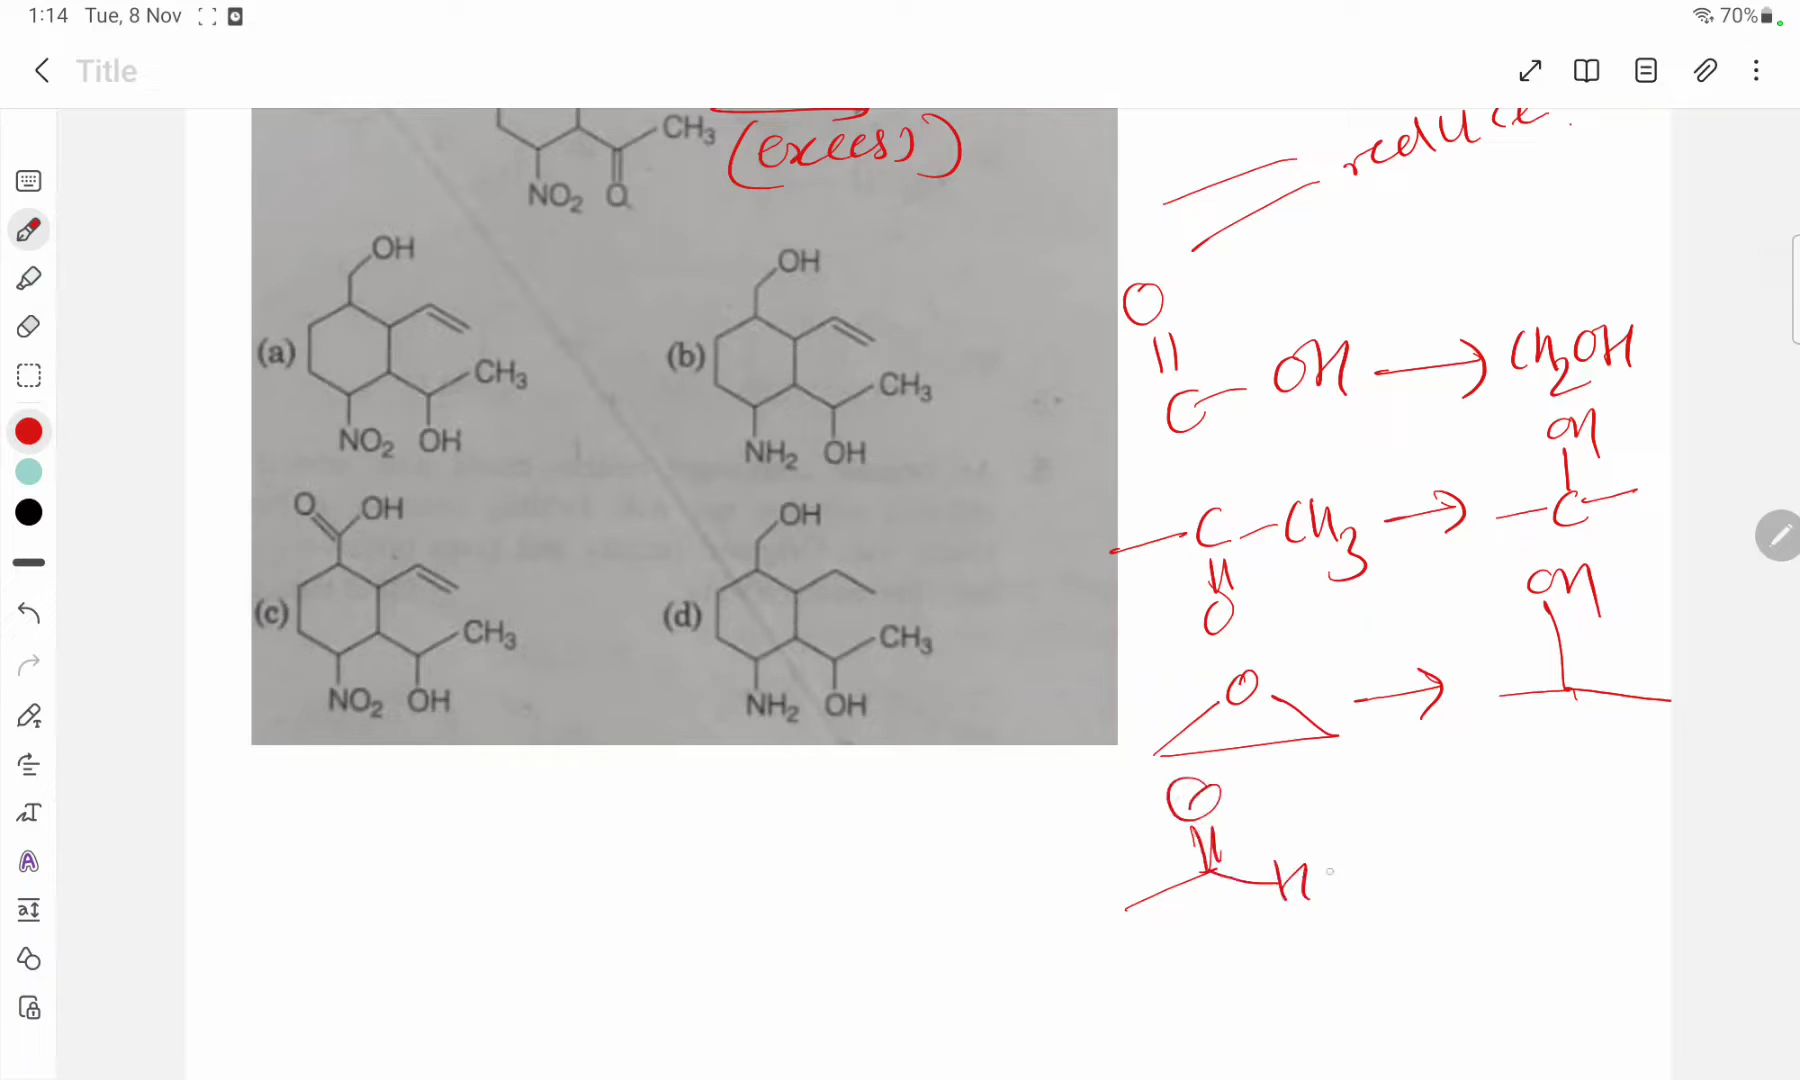 1:14 Tue, 8 Nov
70%
Title
CH₃
(excess)
reduce.
NO₂ O
OH
(a)
CH₃
NO₂ OH
OH
(b)
CH₃
NH₂ OH
O OH
(c)
CH₃
NO₂ OH
OH
(d)
CH₃
NH₂ OH
O
C OH → CH₂OH
OH
C CH₃ → C
O
OH
O →
O
H